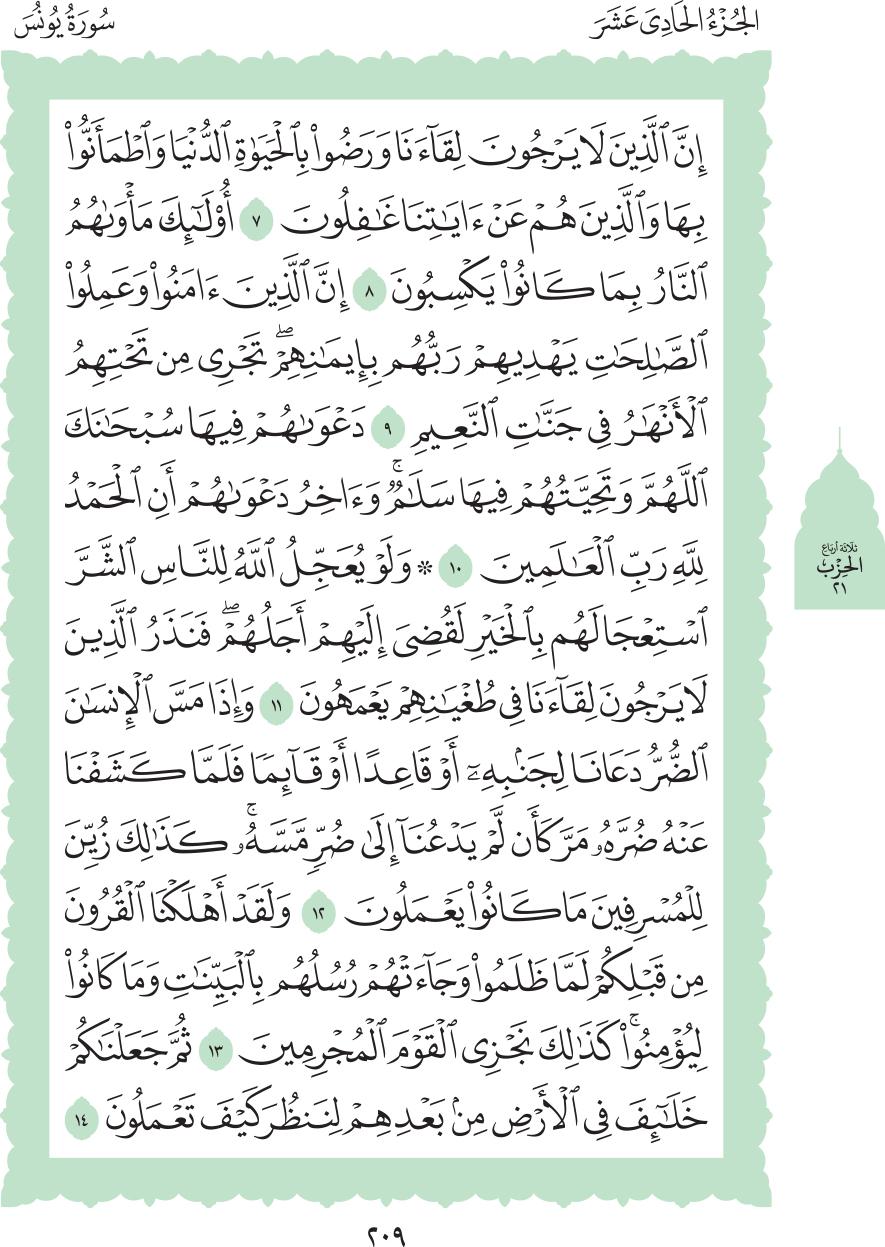 الجُزْءُ الحَادِىَ عَشَرَ
سُورَةُ يُونُسَ
إِنَّ ٱلَّذِينَ لَا يَرْجُونَ لِقَآءَنَا وَرَضُوا۟ بِٱلْحَيَوٰةِ ٱلدُّنْيَا وَٱطْمَأَنُّوا۟
بِهَا وَٱلَّذِينَ هُمْ عَنْ ءَايَـٰتِنَا غَـٰفِلُونَ ٧ أُو۟لَـٰٓئِكَ مَأْوَىٰهُمُ
ٱلنَّارُ بِمَا كَانُوا۟ يَكْسِبُونَ ٨ إِنَّ ٱلَّذِينَ ءَامَنُوا۟ وَعَمِلُوا۟
ٱلصَّـٰلِحَـٰتِ يَهْدِيهِمْ رَبُّهُم بِإِيمَـٰنِهِمْ ۖ تَجْرِى مِن تَحْتِهِمُ
ٱلْأَنْهَـٰرُ فِى جَنَّـٰتِ ٱلنَّعِيمِ ٩ دَعْوَىٰهُمْ فِيهَا سُبْحَـٰنَكَ
ٱللَّهُمَّ وَتَحِيَّتُهُمْ فِيهَا سَلَـٰمٌ ۚ وَءَاخِرُ دَعْوَىٰهُمْ أَنِ ٱلْحَمْدُ
لِلَّهِ رَبِّ ٱلْعَـٰلَمِينَ ١٠ * وَلَوْ يُعَجِّلُ ٱللَّهُ لِلنَّاسِ ٱلشَّرَّ
ٱسْتِعْجَالَهُم بِٱلْخَيْرِ لَقُضِىَ إِلَيْهِمْ أَجَلُهُمْ ۖ فَنَذَرُ ٱلَّذِينَ
لَا يَرْجُونَ لِقَآءَنَا فِى طُغْيَـٰنِهِمْ يَعْمَهُونَ ١١ وَإِذَا مَسَّ ٱلْإِنسَـٰنَ
ٱلضُّرُّ دَعَانَا لِجَنۢبِهِۦٓ أَوْ قَاعِدًا أَوْ قَآئِمًا فَلَمَّا كَشَفْنَا
عَنْهُ ضُرَّهُۥ مَرَّ كَأَن لَّمْ يَدْعُنَآ إِلَىٰ ضُرٍّ مَّسَّهُۥ ۚ كَذَٰلِكَ زُيِّنَ
لِلْمُسْرِفِينَ مَا كَانُوا۟ يَعْمَلُونَ ١٢ وَلَقَدْ أَهْلَكْنَا ٱلْقُرُونَ
مِن قَبْلِكُمْ لَمَّا ظَلَمُوا۟ وَجَآءَتْهُمْ رُسُلُهُم بِٱلْبَيِّنَـٰتِ وَمَا كَانُوا۟
لِيُؤْمِنُوا۟ ۚ كَذَٰلِكَ نَجْزِى ٱلْقَوْمَ ٱلْمُجْرِمِينَ ١٣ ثُمَّ جَعَلْنَـٰكُمْ
خَلَـٰٓئِفَ فِى ٱلْأَرْضِ مِنۢ بَعْدِهِمْ لِنَنظُرَ كَيْفَ تَعْمَلُونَ ١٤
ثلاثة أرباع
الحِزْب
٢١
٢٠٩